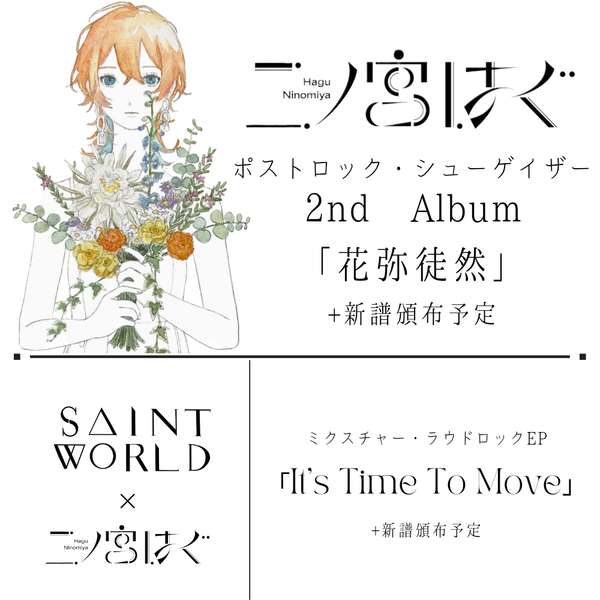 Hagu
Ninomiya
二ノ宮はぐ
ポストロック・シューゲイザー
2nd Album
「花弥徒然」
+新譜頒布予定
SAINT
WORLD
×
Hagu
Ninomiya
二ノ宮はぐ
ミクスチャー・ラウドロックEP
「It's Time To Move」
+新譜頒布予定